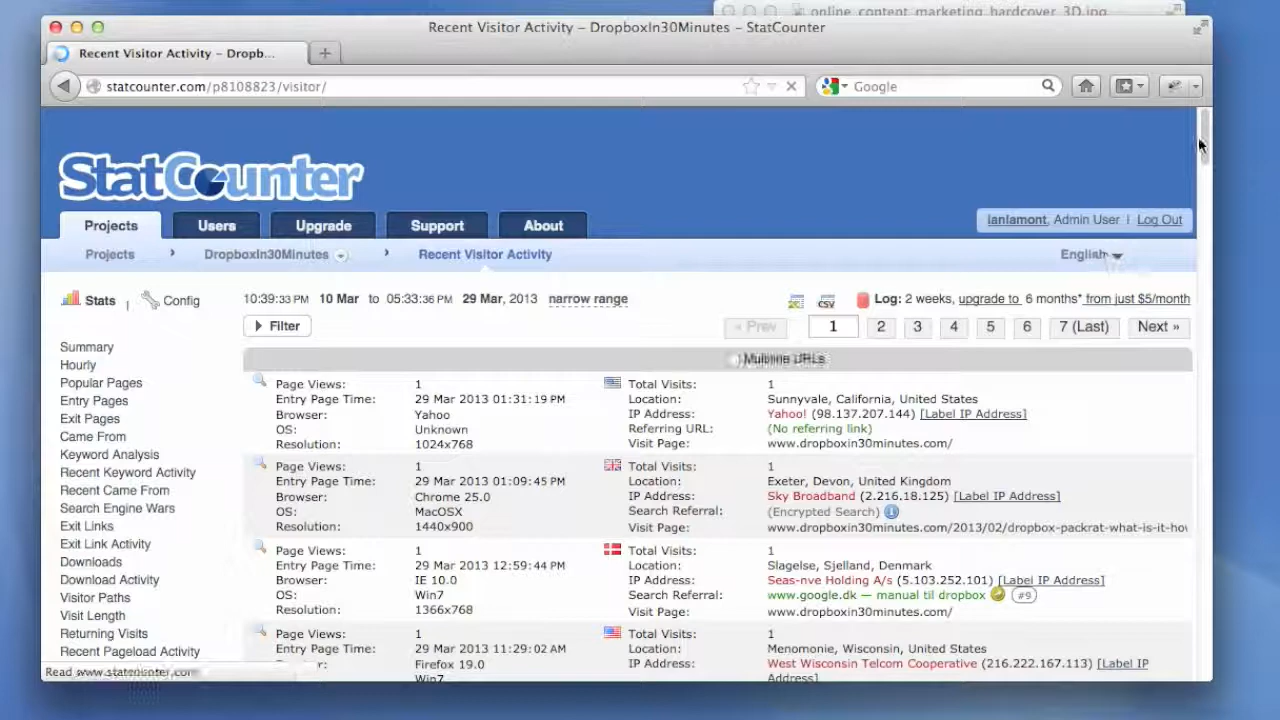 online_content_marketing_hardcover_3D.jpg
Recent Visitor Activity – DropboxIn30Minutes – StatCounter
Recent Visitor Activity – Dropb...
statcounter.com/p8108823/visitor/
Google
StatCounter
Projects Users Upgrade Support About
ianlamont, Admin User | Log Out
Projects › DropboxIn30Minutes › Recent Visitor Activity
English
Stats | Config
10:39:33 PM 10 Mar to 05:33:36 PM 29 Mar, 2013 narrow range
CSV
Log: 2 weeks, upgrade to 6 months* from just $5/month
Filter
« Prev 1 2 3 4 5 6 7 (Last) Next »
Multiple URLs
Summary
Hourly
Popular Pages
Entry Pages
Exit Pages
Came From
Keyword Analysis
Recent Keyword Activity
Recent Came From
Search Engine Wars
Exit Links
Exit Link Activity
Downloads
Download Activity
Visitor Paths
Visit Length
Returning Visits
Recent Pageload Activity
Page Views: 1 Total Visits: 1
Entry Page Time: 29 Mar 2013 01:31:19 PM Location: Sunnyvale, California, United States
Browser: Yahoo IP Address: Yahoo! (98.137.207.144) [Label IP Address]
OS: Unknown Referring URL: (No referring link)
Resolution: 1024x768 Visit Page: www.dropboxin30minutes.com/
Page Views: 1 Total Visits: 1
Entry Page Time: 29 Mar 2013 01:09:45 PM Location: Exeter, Devon, United Kingdom
Browser: Chrome 25.0 IP Address: Sky Broadband (2.216.18.125) [Label IP Address]
OS: MacOSX Search Referral: (Encrypted Search)
Resolution: 1440x900 Visit Page: www.dropboxin30minutes.com/2013/02/dropbox-packrat-what-is-it-hov
Page Views: 1 Total Visits: 1
Entry Page Time: 29 Mar 2013 12:59:44 PM Location: Slagelse, Sjelland, Denmark
Browser: IE 10.0 IP Address: Seas-nve Holding A/s (5.103.252.101) [Label IP Address]
OS: Win7 Search Referral: www.google.dk — manual til dropbox #9
Resolution: 1366x768 Visit Page: www.dropboxin30minutes.com/
Page Views: 1 Total Visits: 1
Entry Page Time: 29 Mar 2013 11:29:02 AM Location: Menomonie, Wisconsin, United States
Firefox 19.0 IP Address: West Wisconsin Telcom Cooperative (216.222.167.113) [Label IP
Win7 Address]
Read www.statcounter.com